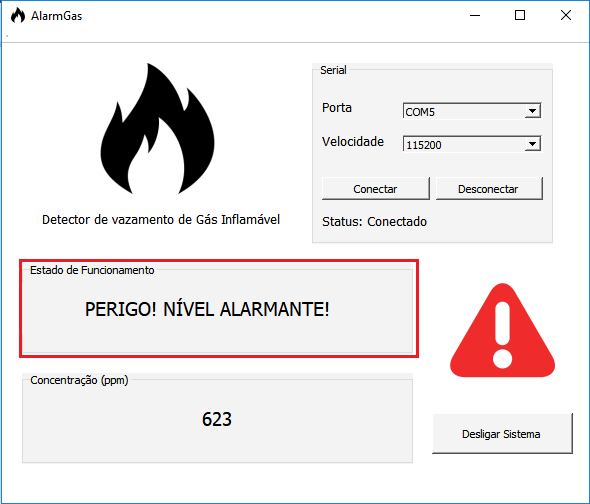 AlarmGas
Serial
Porta
COM5
Velocidade
115200
Conectar
Desconectar
Status: Conectado
Detector de vazamento de Gás Inflamável
Estado de Funcionamento
PERIGO! NÍVEL ALARMANTE!
Concentração (ppm)
623
Desligar Sistema